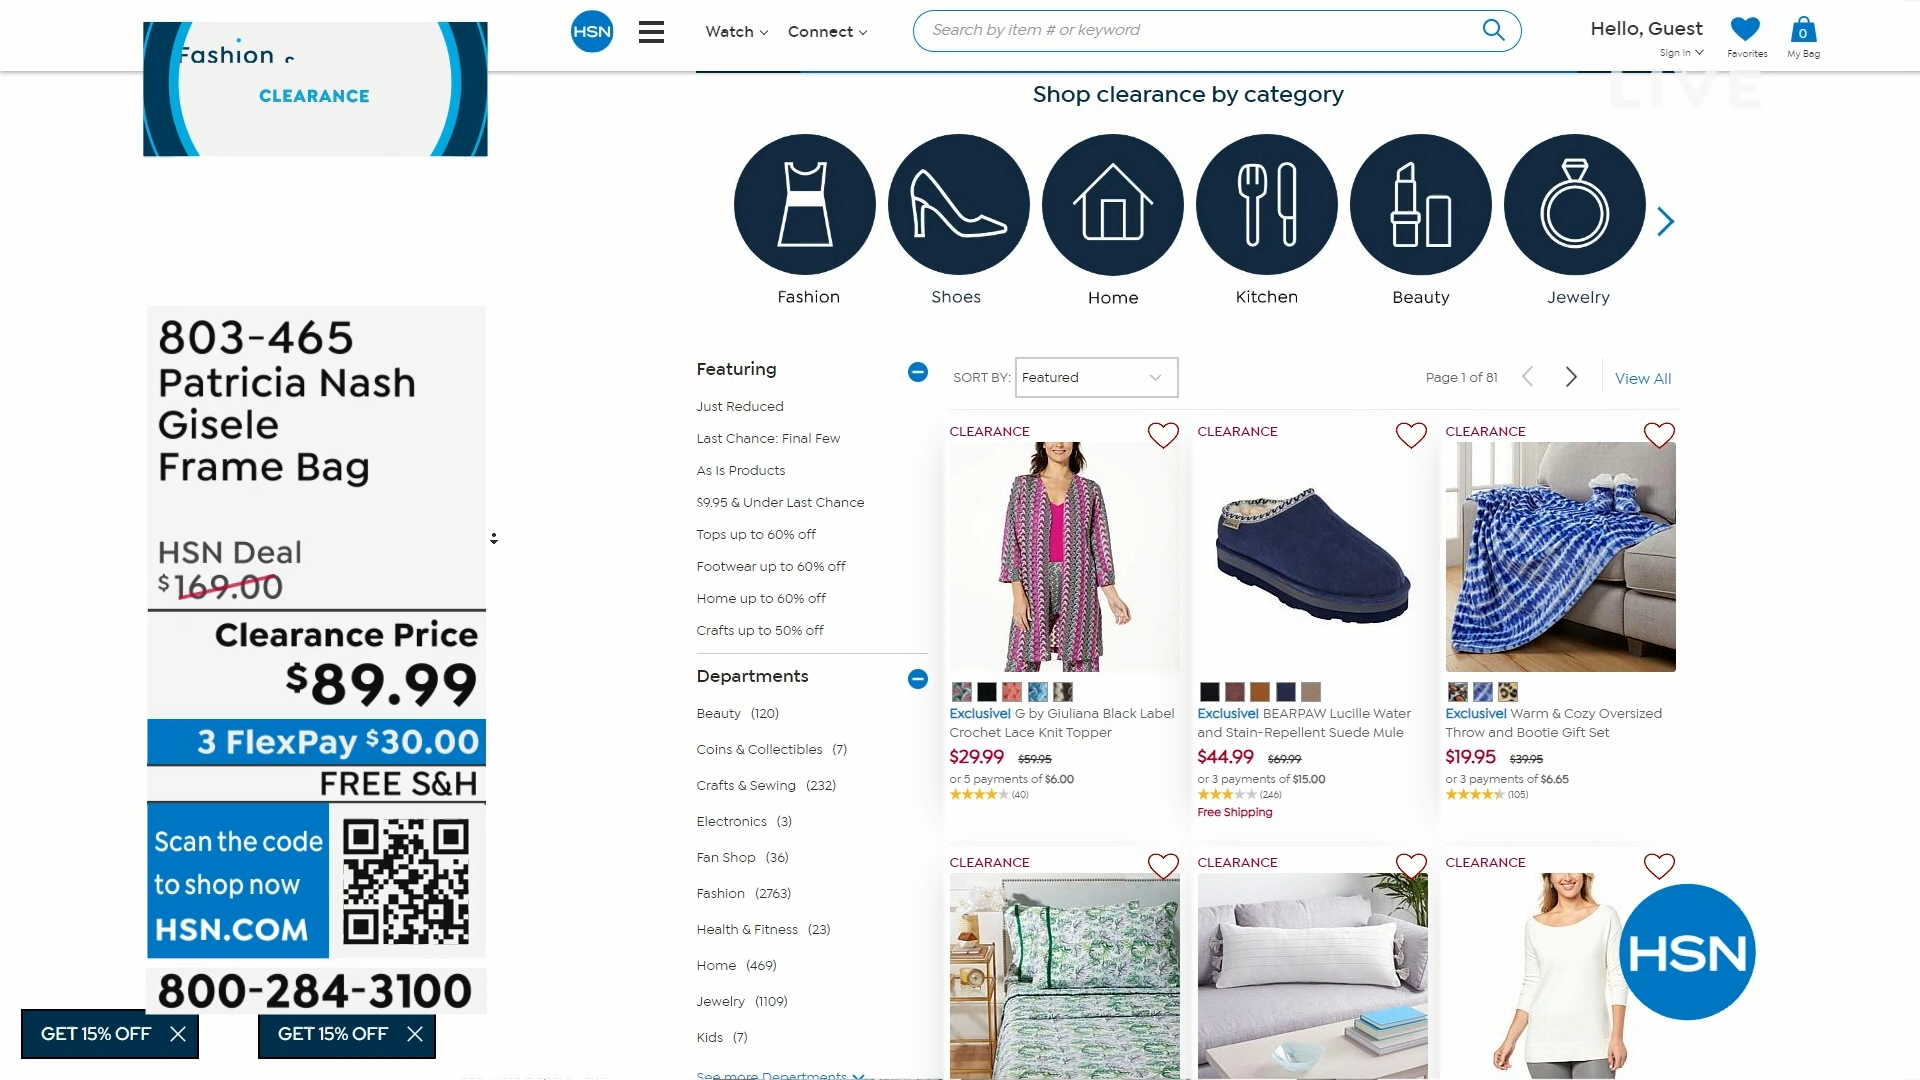 Fashion
CLEARANCE
HSN
Watch
Connect
Search by item # or keyword
Hello, Guest
Sign In
Favorites
0
My Bag
LIVE
Shop clearance by category
Fashion
Shoes
Home
Kitchen
Beauty
Jewelry
803-465
Patricia Nash
Gisele
Frame Bag
HSN Deal
$169.00
Clearance Price
$89.99
3 FlexPay $30.00
FREE S&H
Scan the code
to shop now
HSN.COM
800-284-3100
GET 15% OFF
GET 15% OFF
Featuring
Just Reduced
Last Chance: Final Few
As Is Products
$9.95 & Under Last Chance
Tops up to 60% off
Footwear up to 60% off
Home up to 60% off
Crafts up to 50% off
Departments
Beauty (120)
Coins & Collectibles (7)
Crafts & Sewing (232)
Electronics (3)
Fan Shop (36)
Fashion (2763)
Health & Fitness (23)
Home (469)
Jewelry (1109)
Kids (7)
See more Departments
SORT BY: Featured
Page 1 of 81
View All
CLEARANCE
Exclusive! G by Giuliana Black Label
Crochet Lace Knit Topper
$29.99 $59.95
or 5 payments of $6.00
(40)
CLEARANCE
Exclusive! BEARPAW Lucille Water
and Stain-Repellent Suede Mule
$44.99 $69.99
or 3 payments of $15.00
(246)
Free Shipping
CLEARANCE
Exclusive! Warm & Cozy Oversized
Throw and Bootie Gift Set
$19.95 $39.95
or 3 payments of $6.65
(105)
CLEARANCE
CLEARANCE
CLEARANCE
HSN